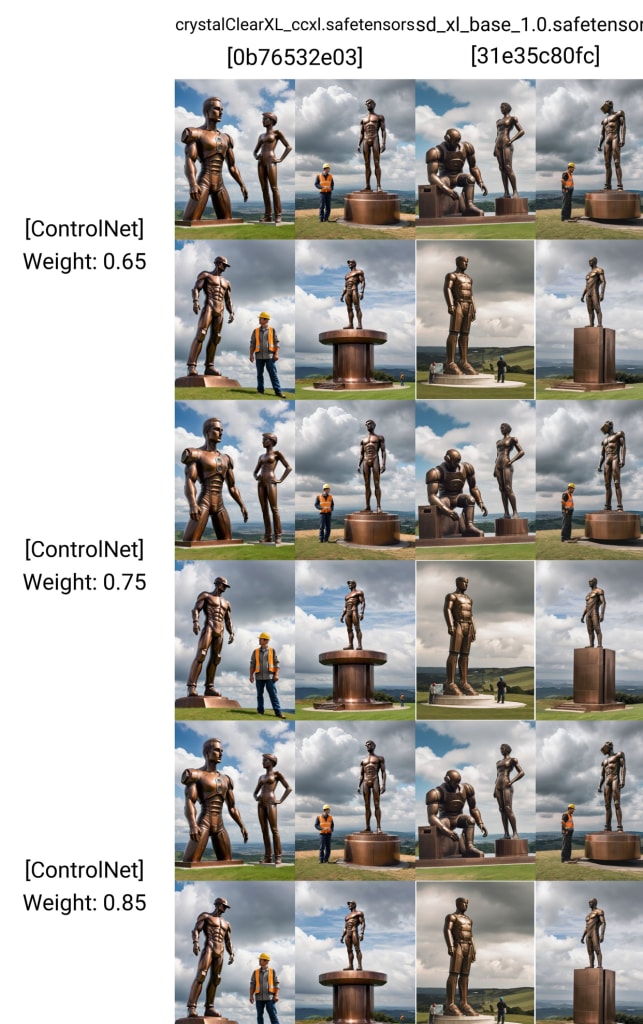 crystalClearXL_ccxl.safetensors
[0b76532e03]
sd_xl_base_1.0.safetensor
[31e35c80fc]
[ControlNet]
Weight: 0.65
[ControlNet]
Weight: 0.75
[ControlNet]
Weight: 0.85